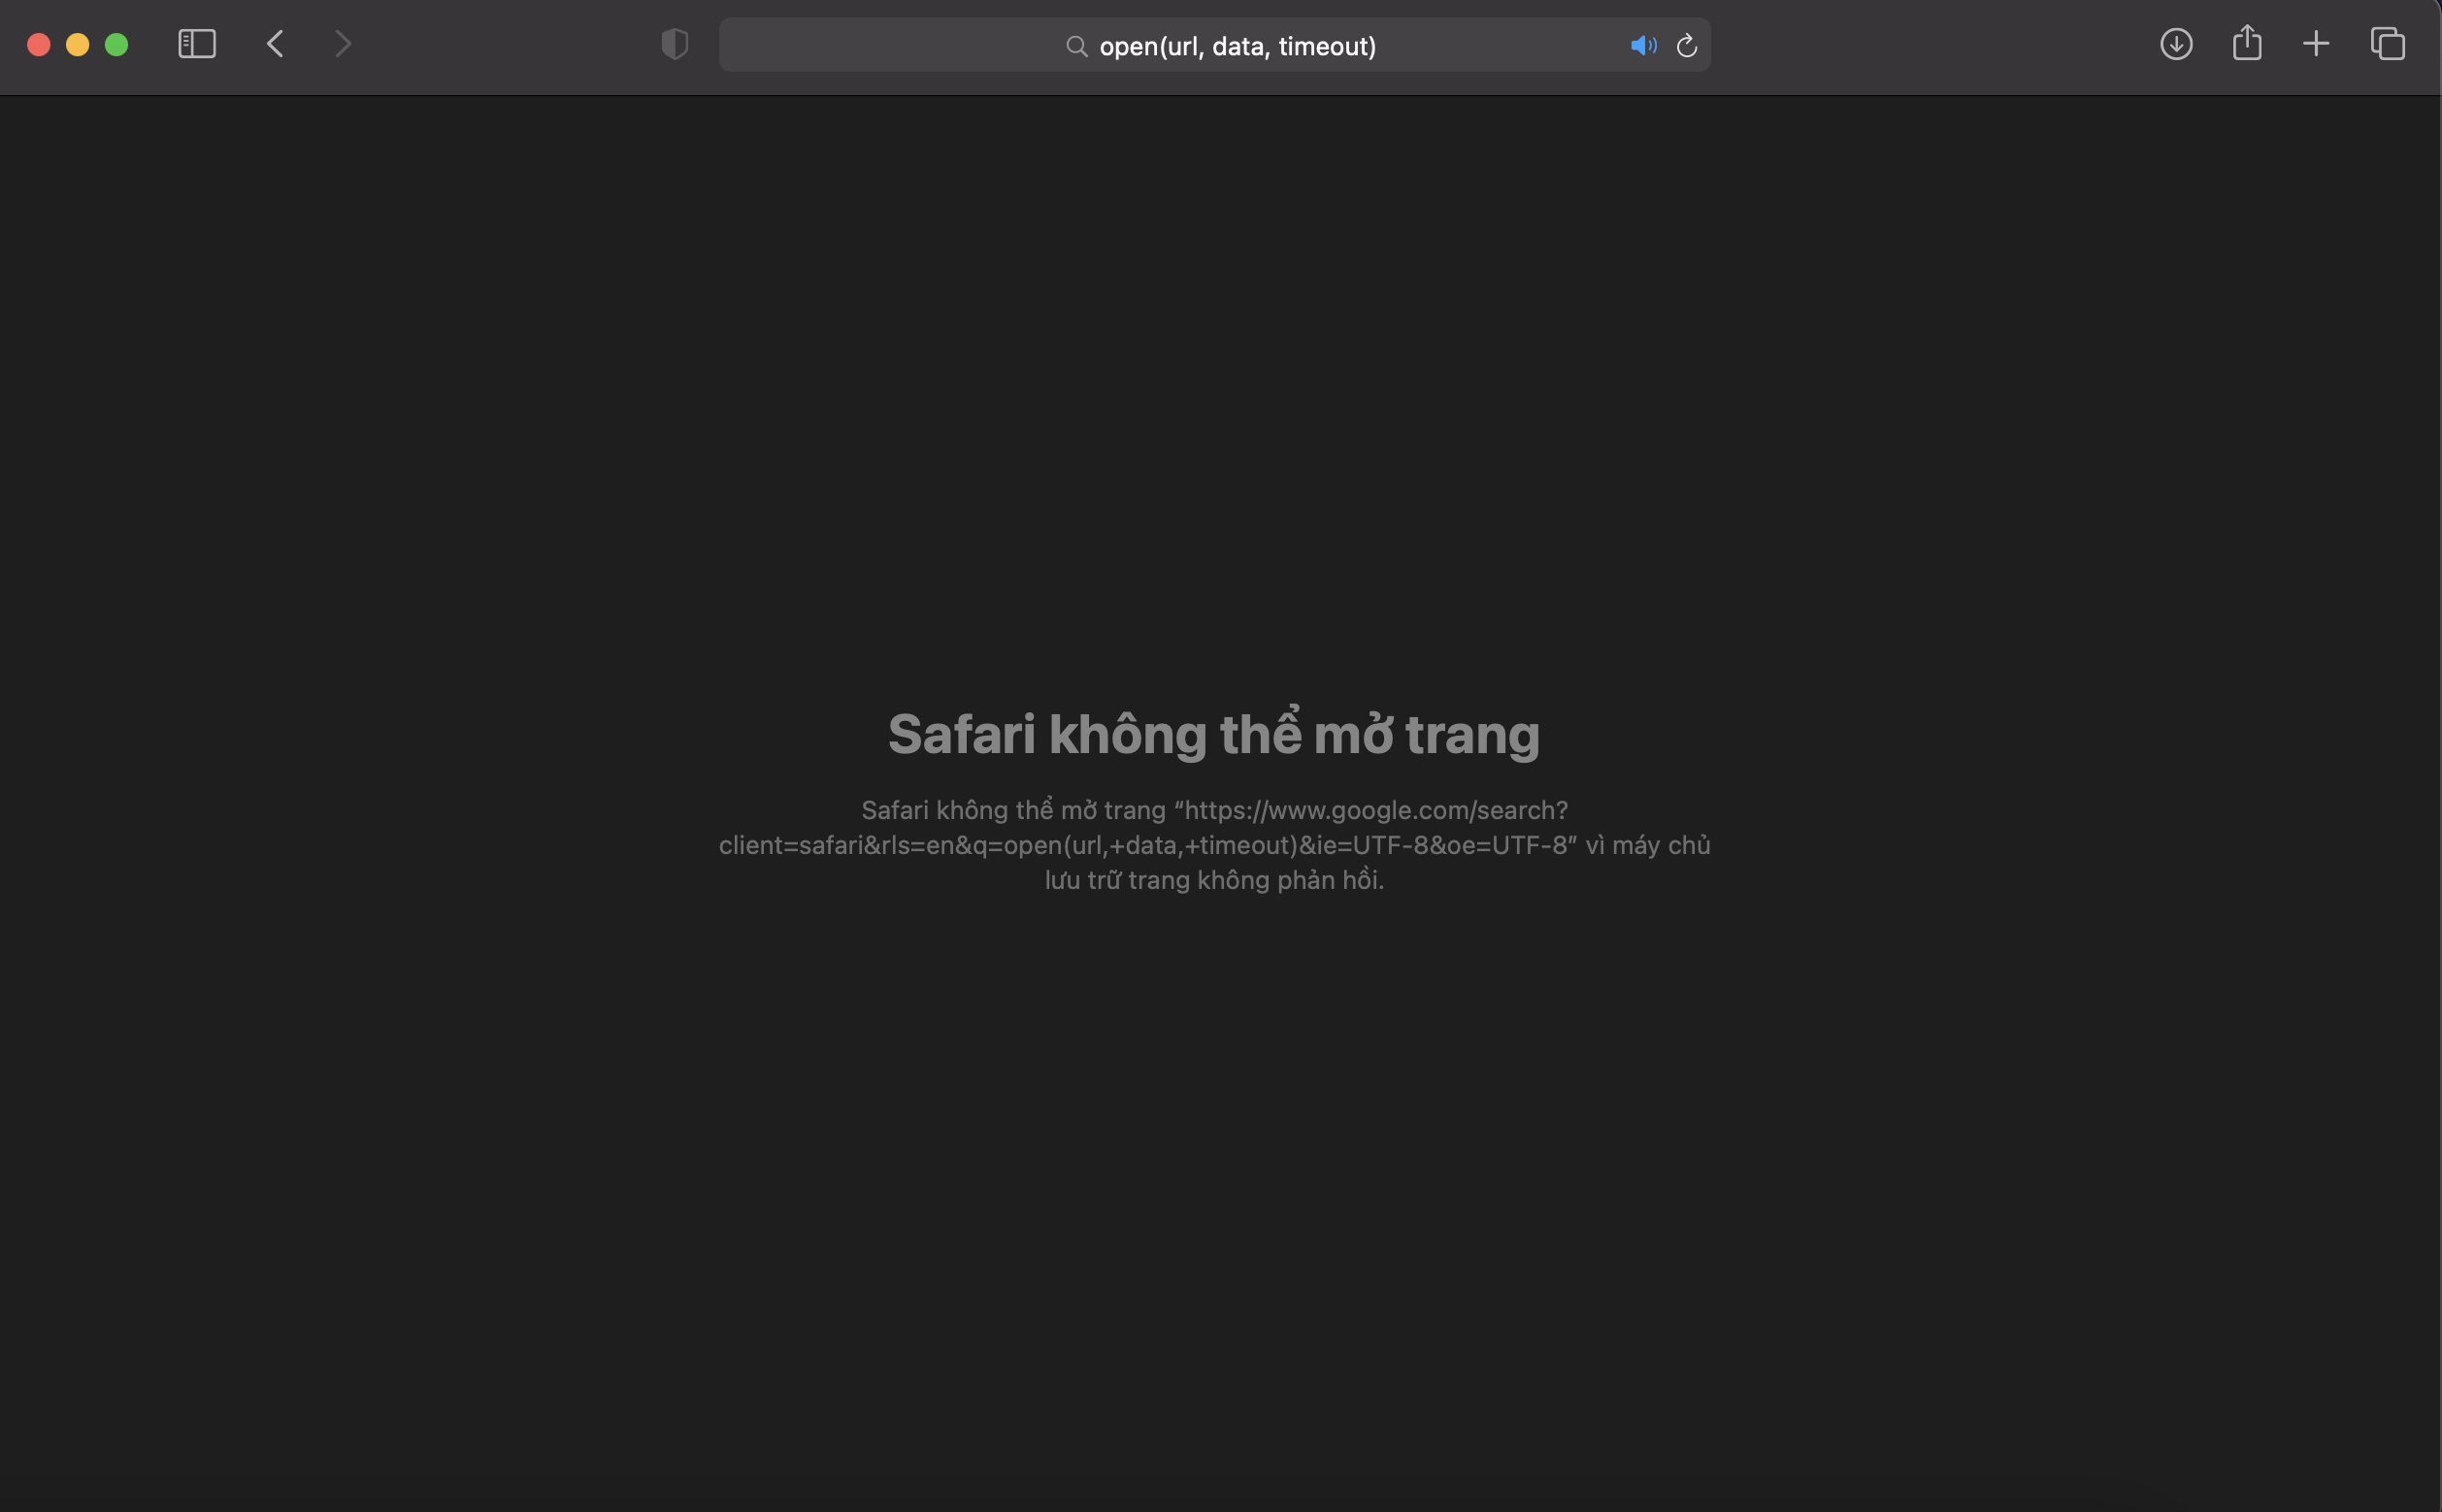 open(url, data, timeout)
Safari không thể mở trang
Safari không thể mở trang “https://www.google.com/search?
client=safari&rls=en&q=open(url,+data,+timeout)&ie=UTF-8&oe=UTF-8” vì máy chủ
lưu trữ trang không phản hồi.